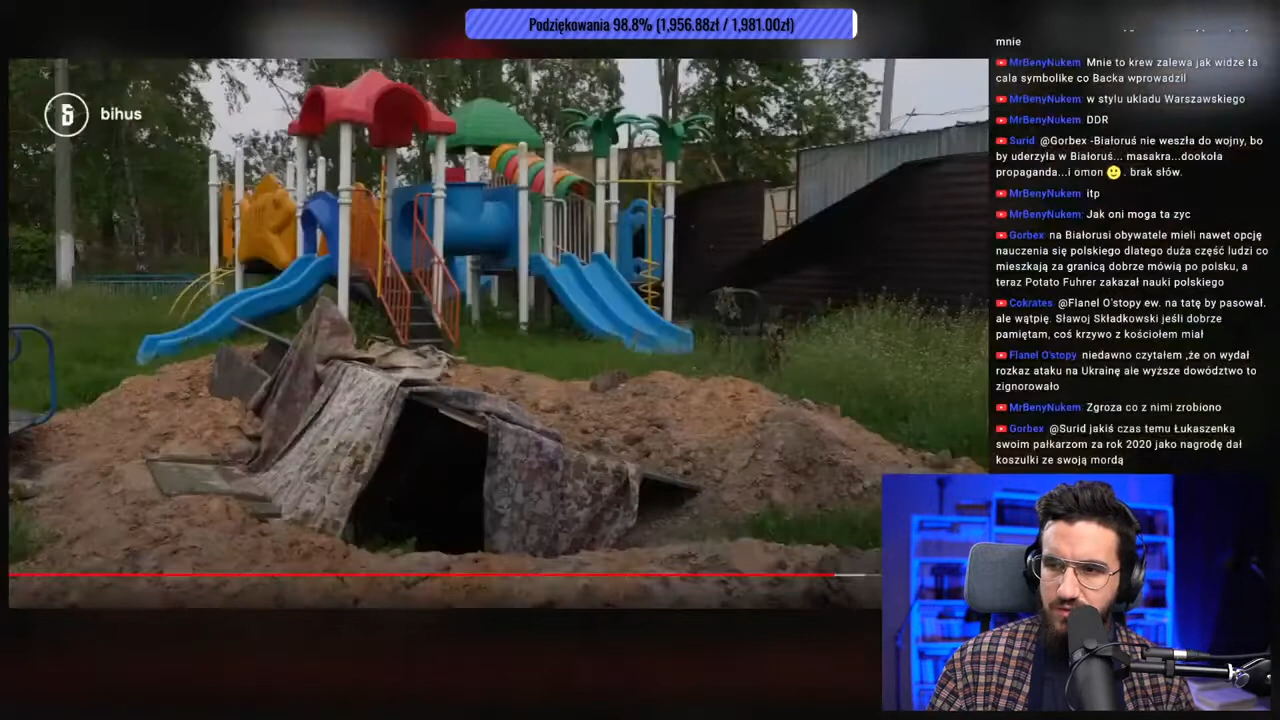 Podziękowania 98.8% (1,956.88zł / 1,981.00zł)
bihus
mnie
MrBenyNukem Mnie to krew zalewa jak widze ta
cala symbolike co Backa wprowadzil
MrBenyNukem w stylu ukladu Warszawskiego
MrBenyNukem DDR
Surid @Gorbex -Białoruś nie weszła do wojny, bo
by uderzyła w Białoruś... masakra...dookoła
propaganda...i omon 🙂 . brak słów.
MrBenyNukem itp
MrBenyNukem Jak oni moga ta zyc
Gorbex na Białorusi obywatele mieli nawet opcję
nauczenia się polskiego dlatego duża część ludzi co
mieszkają za granicą dobrze mówią po polsku, a
teraz Potato Fuhrer zakazał nauki polskiego
Cokrates @Flanel O'stopy ew. na tatę by pasował.
ale wątpię. Sławoj Składkowski jeśli dobrze
pamiętam, coś krzywo z kościołem miał
Flanel O'stopy niedawno czytałem ,że on wydał
rozkaz ataku na Ukrainę ale wyższe dowództwo to
zignorowało
MrBenyNukem Zgroza co z nimi zrobiono
Gorbex @Surid jakiś czas temu Łukaszenka
swoim pałkarzom za rok 2020 jako nagrodę dał
koszulki ze swoją mordą